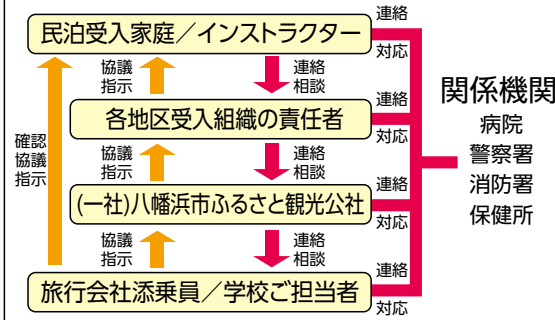 民泊受入家庭／インストラクター
連絡
対応
協議
指示
連絡
相談
各地区受入組織の責任者
連絡
対応
確認
協議
指示
協議
指示
連絡
相談
(一社)八幡浜市ふるさと観光公社
連絡
対応
協議
指示
連絡
相談
旅行会社添乗員／学校ご担当者
連絡
対応
関係機関
病院
警察署
消防署
保健所